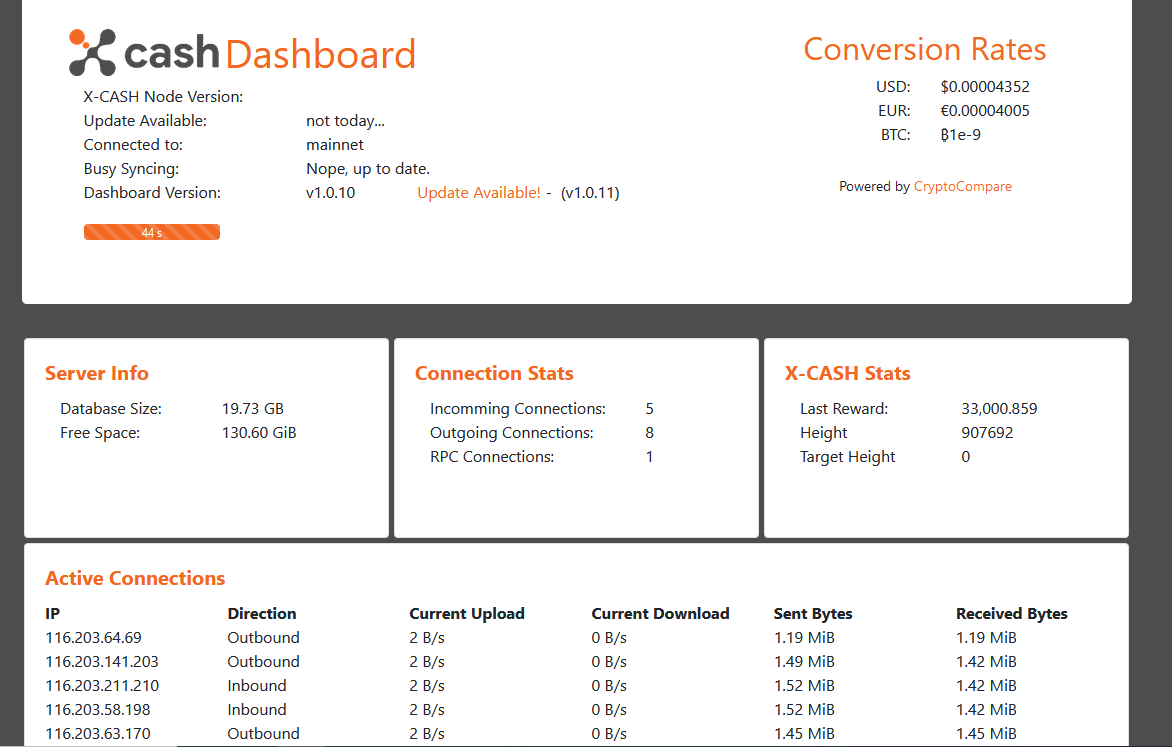 cash Dashboard
X-CASH Node Version:
Update Available: not today...
Connected to: mainnet
Busy Syncing: Nope, up to date.
Dashboard Version: v1.0.10 Update Available! - (v1.0.11)
44 s
Conversion Rates
USD: $0.00004352
EUR: €0.00004005
BTC: ₿1e-9
Powered by CryptoCompare
Server Info
Database Size: 19.73 GB
Free Space: 130.60 GiB
Connection Stats
Incomming Connections: 5
Outgoing Connections: 8
RPC Connections: 1
X-CASH Stats
Last Reward: 33,000.859
Height 907692
Target Height 0
Active Connections
IP Direction Current Upload Current Download Sent Bytes Received Bytes
116.203.64.69 Outbound 2 B/s 0 B/s 1.19 MiB 1.19 MiB
116.203.141.203 Outbound 2 B/s 0 B/s 1.49 MiB 1.42 MiB
116.203.211.210 Inbound 2 B/s 0 B/s 1.52 MiB 1.42 MiB
116.203.58.198 Inbound 2 B/s 0 B/s 1.52 MiB 1.42 MiB
116.203.63.170 Outbound 2 B/s 0 B/s 1.45 MiB 1.45 MiB